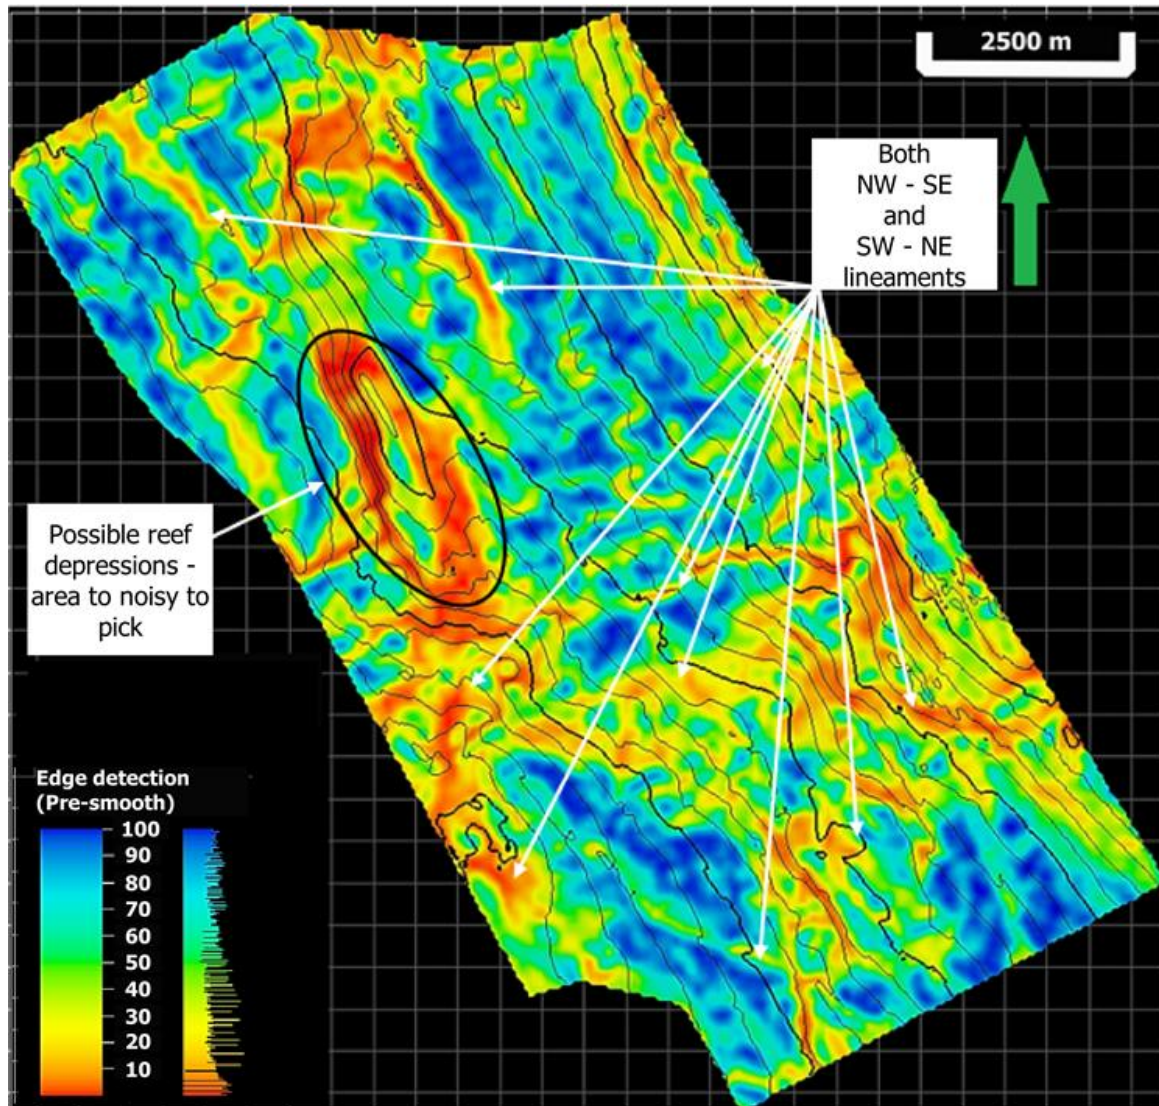 2500 m
Both
NW - SE
and
SW - NE
lineaments
Possible reef
depressions -
area to noisy to
pick
Edge detection
(Pre-smooth)
100
90
80
70
60
50
40
30
20
10